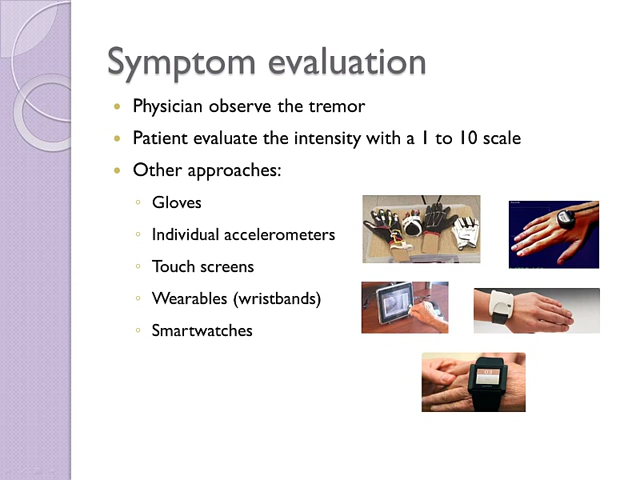 Symptom evaluation
Physician observe the tremor
Patient evaluate the intensity with a 1 to 10 scale
Other approaches:
Gloves
Individual accelerometers
Touch screens
Wearables (wristbands)
Smartwatches